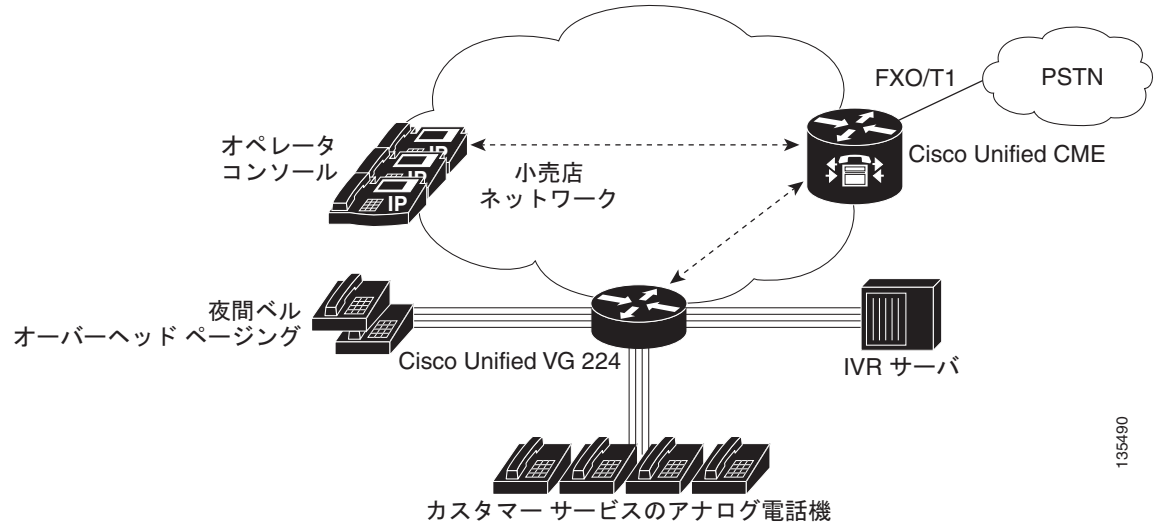 FXO/T1
PSTN
Cisco Unified CME
オペレータ
コンソール
IP
IP
IP
小売店
ネットワーク
夜間ベル
オーバーヘッド ページング
Cisco Unified VG 224
IVR サーバ
カスタマー サービスのアナログ電話機
135490